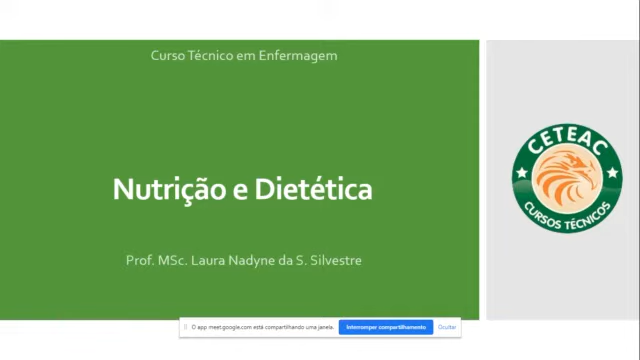 Curso Técnico em Enfermagem
Nutrição e Dietética
Prof. MSc. Laura Nadyne da S. Silvestre
CETEAC
CURSOS TÉCNICOS
O app meet.google.com está compartilhando uma janela. Interromper compartilhamento Ocultar